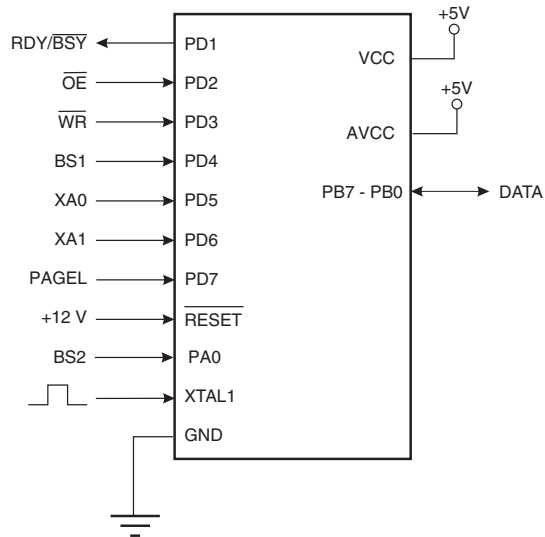 +5V
RDY/BSY PD1
VCC
OE PD2
+5V
WR PD3
AVCC
BS1 PD4
XA0 PD5 PB7 - PB0 DATA
XA1 PD6
PAGEL PD7
+12 V RESET
BS2 PA0
XTAL1
GND